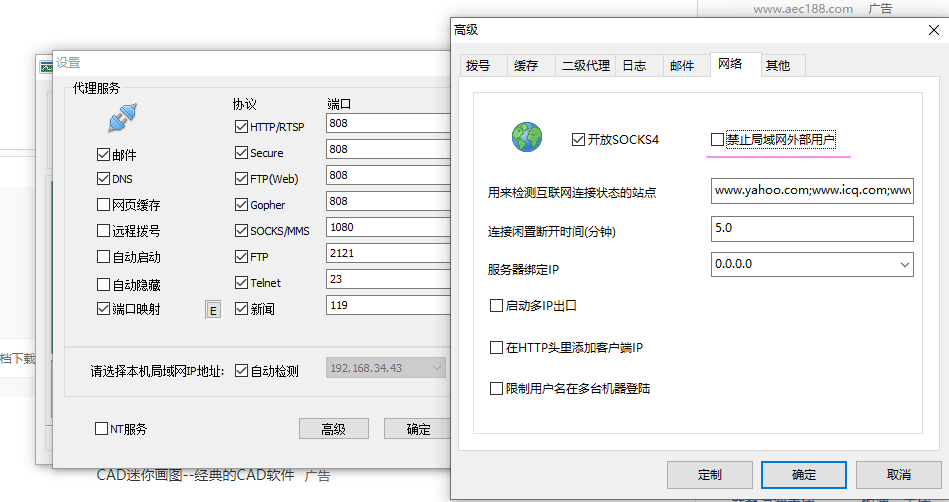 www.aec188.com 广告
高级
设置
拨号 缓存 二级代理 日志 邮件 网络 其他
代理服务
协议 端口
HTTP/RTSP 808
邮件 Secure 808
DNS FTP(Web) 808
网页缓存 Gopher 808
远程拨号 SOCKS/MMS 1080
自动启动 FTP 2121
自动隐藏 Telnet 23
端口映射 E 新闻 119
请选择本机局域网IP地址: 自动检测 192.168.34.43
NT服务 高级 确定
开放SOCKS4 禁止局域网外部用户
用来检测互联网连接状态的站点 www.yahoo.com;www.icq.com;www
连接闲置断开时间(分钟) 5.0
服务器绑定IP 0.0.0.0
启动多IP出口
在HTTP头里添加客户端IP
限制用户名在多台机器登陆
定制 确定 取消
档下载
CAD迷你画图--经典的CAD软件 广告